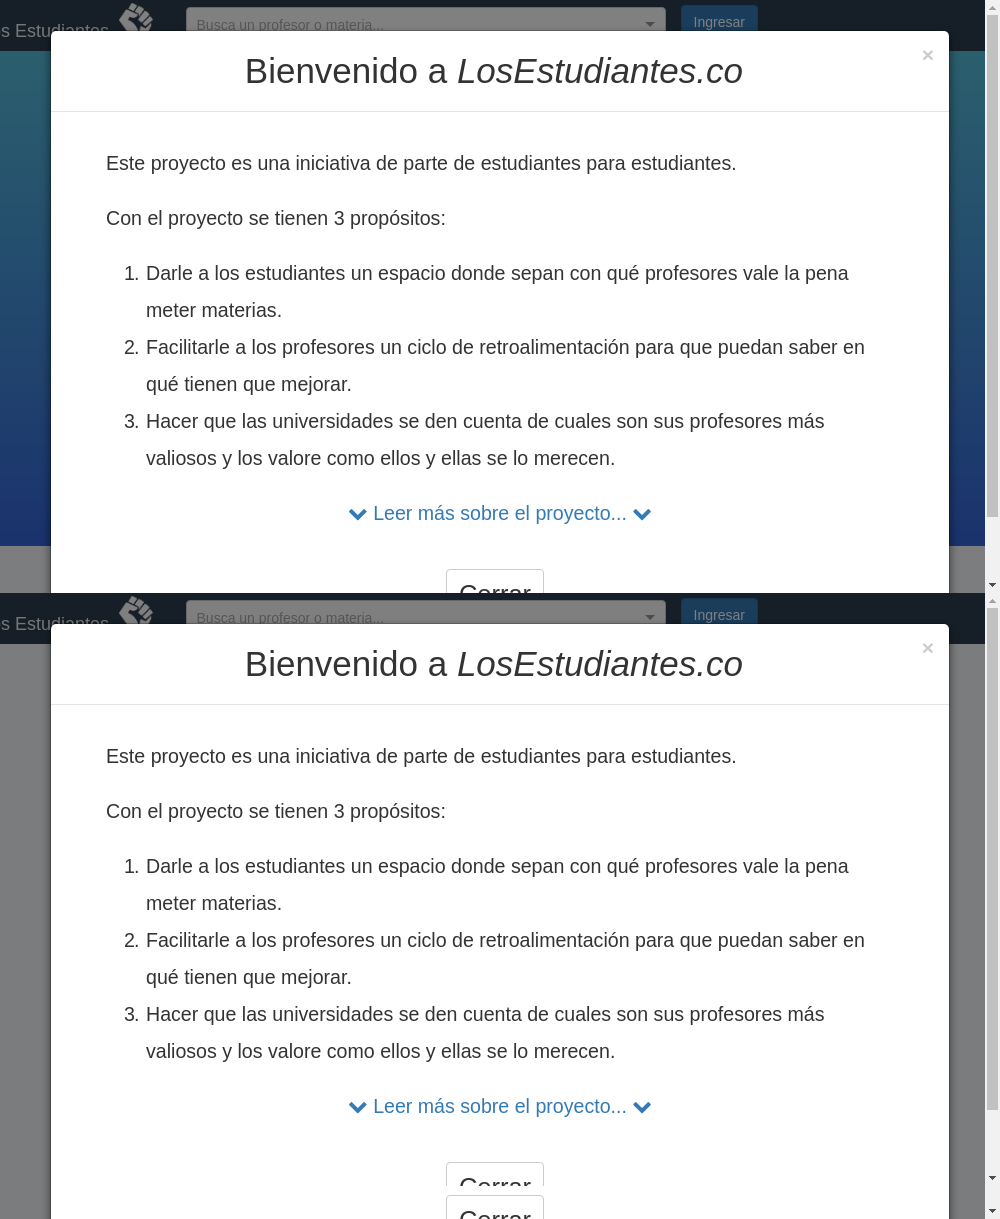 s Estudiantes
Busca un profesor o materia...
Ingresar
Bienvenido a LosEstudiantes.co
×
Este proyecto es una iniciativa de parte de estudiantes para estudiantes.
Con el proyecto se tienen 3 propósitos:
1. Darle a los estudiantes un espacio donde sepan con qué profesores vale la pena
meter materias.
2. Facilitarle a los profesores un ciclo de retroalimentación para que puedan saber en
qué tienen que mejorar.
3. Hacer que las universidades se den cuenta de cuales son sus profesores más
valiosos y los valore como ellos y ellas se lo merecen.
Leer más sobre el proyecto...
Cerrar
s Estudiantes
Busca un profesor o materia...
Ingresar
Bienvenido a LosEstudiantes.co
×
Este proyecto es una iniciativa de parte de estudiantes para estudiantes.
Con el proyecto se tienen 3 propósitos:
1. Darle a los estudiantes un espacio donde sepan con qué profesores vale la pena
meter materias.
2. Facilitarle a los profesores un ciclo de retroalimentación para que puedan saber en
qué tienen que mejorar.
3. Hacer que las universidades se den cuenta de cuales son sus profesores más
valiosos y los valore como ellos y ellas se lo merecen.
Leer más sobre el proyecto...
Cerrar
Cerrar